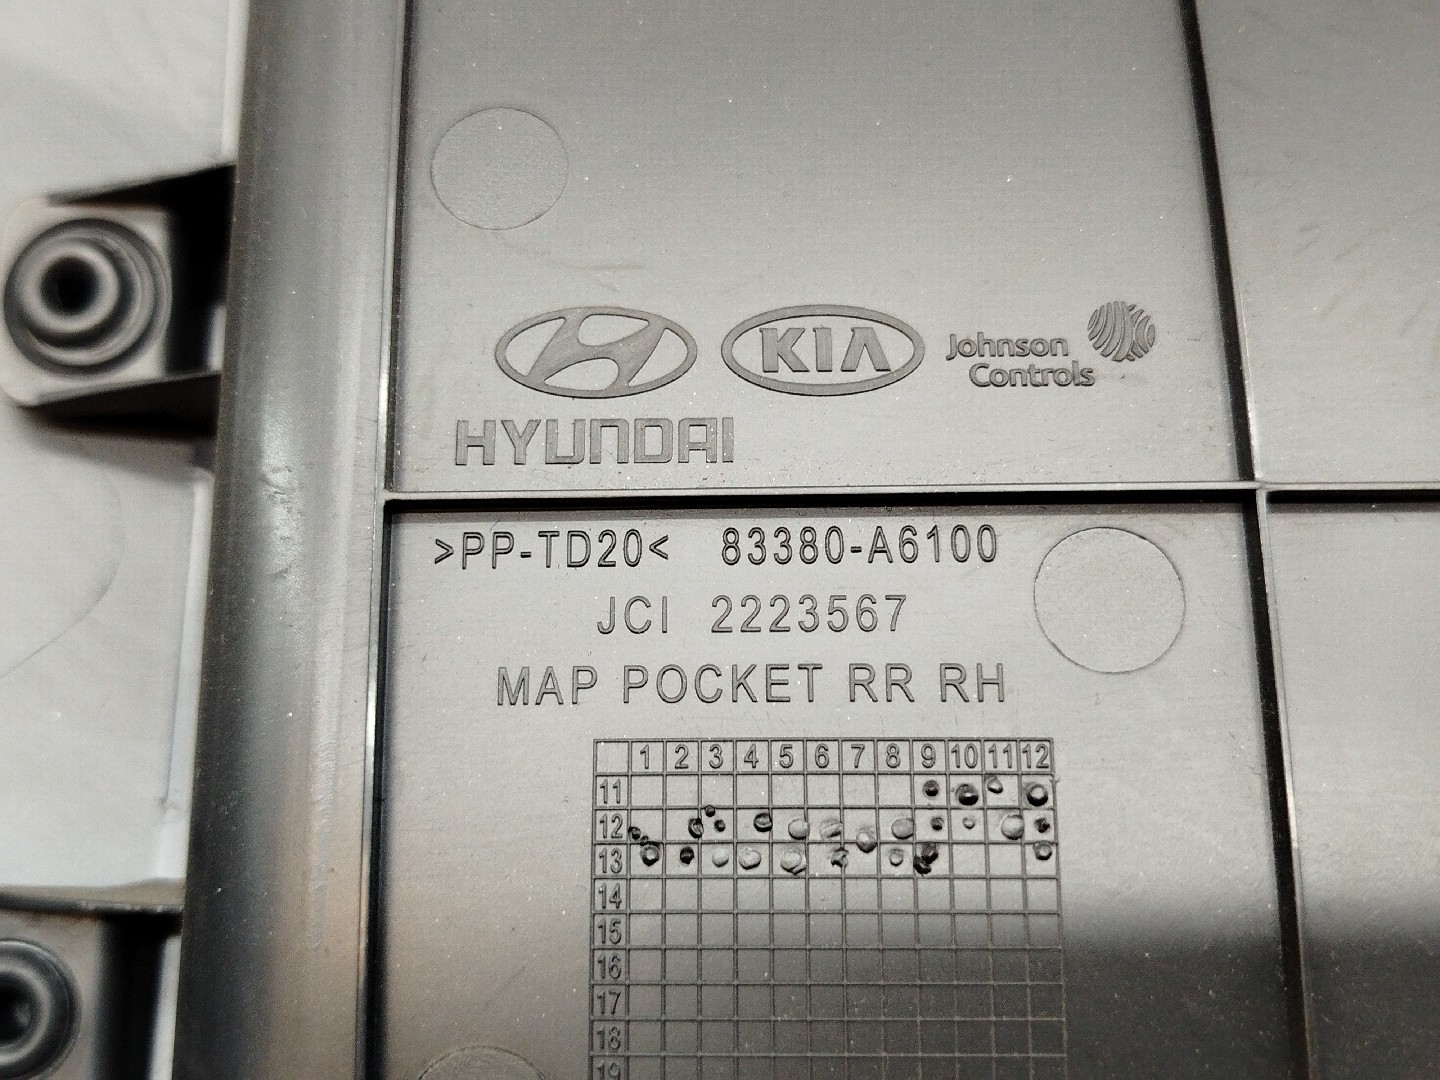 KIA Johnson
Controls
HYUNDAI
>PP-TD20< 83380-A6100
JCI 2223567
MAP POCKET RR RH
1 2 3 4 5 6 7 8 9 10 11 12
11
12
13
14
15
16
17
18
19